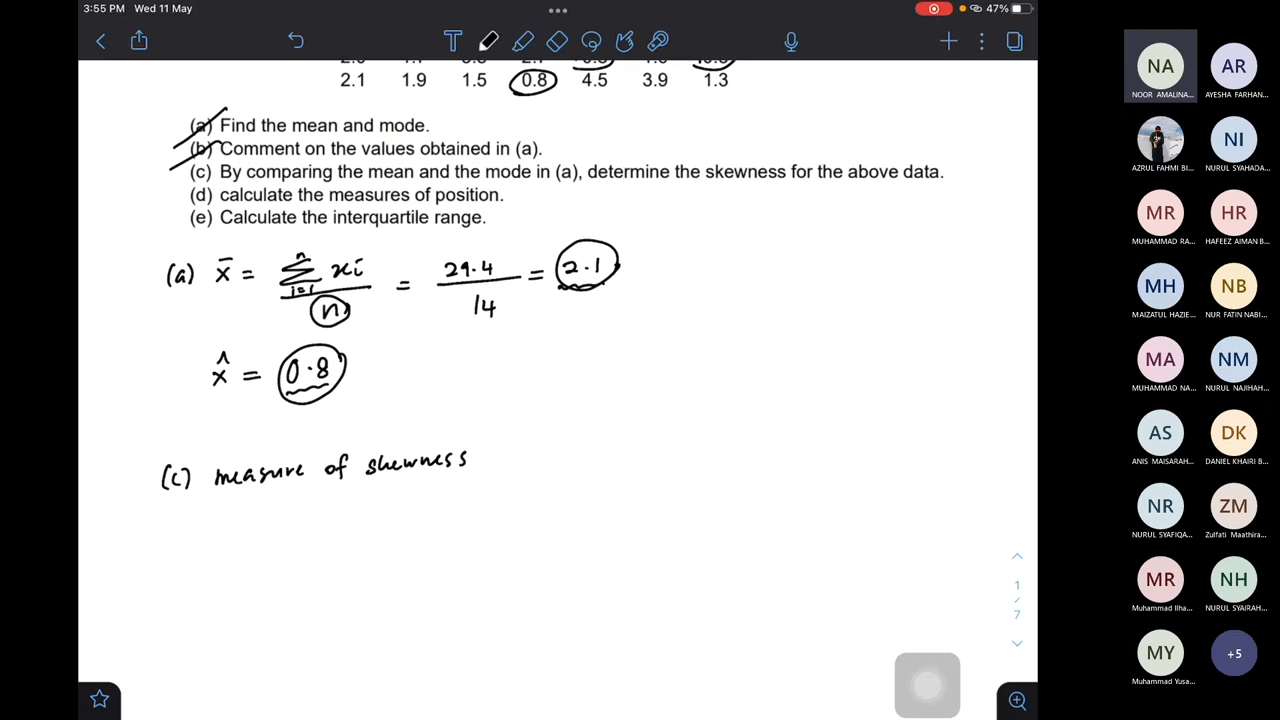 3:55 PM Wed 11 May
47%
2.1 1.9 1.5 0.8 4.5 3.9 1.3
(a) Find the mean and mode.
(b) Comment on the values obtained in (a).
(c) By comparing the mean and the mode in (a), determine the skewness for the above data.
(d) calculate the measures of position.
(e) Calculate the interquartile range.
(a) x̄ = Σ xi = 29.4 = 2.1
n
i=1
n
14
x̂ = 0.8
(c) measure of skewness
1
7
NA
NOOR AMALINA...
AR
AYESHA FARHAN...
AZRUL FAHMI BI...
NI
NURUL SYAHADA...
MR
MUHAMMAD RA...
HR
HAFEEZ AIMAN B...
MH
MAIZATUL HAZIE...
NB
NUR FATIN NABI...
MA
MUHAMMAD NA...
NM
NURUL NAJIHAH...
AS
ANIS MAISARAH...
DK
DANIEL KHAIRI B...
NR
NURUL SYAFIQA...
ZM
Zulfati Maathira...
MR
Muhammad Ilha...
NH
NURUL SYAIRAH...
MY
Muhammad Yusa...
+5